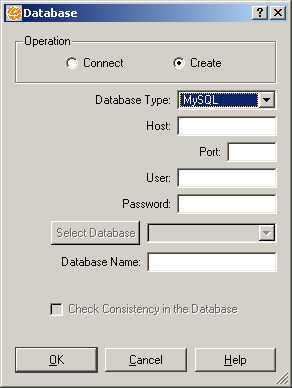 Database
Operation
Connect Create
Database Type: MySQL
Host:
Port:
User:
Password:
Select Database
Database Name:
Check Consistency in the Database
OK Cancel Help